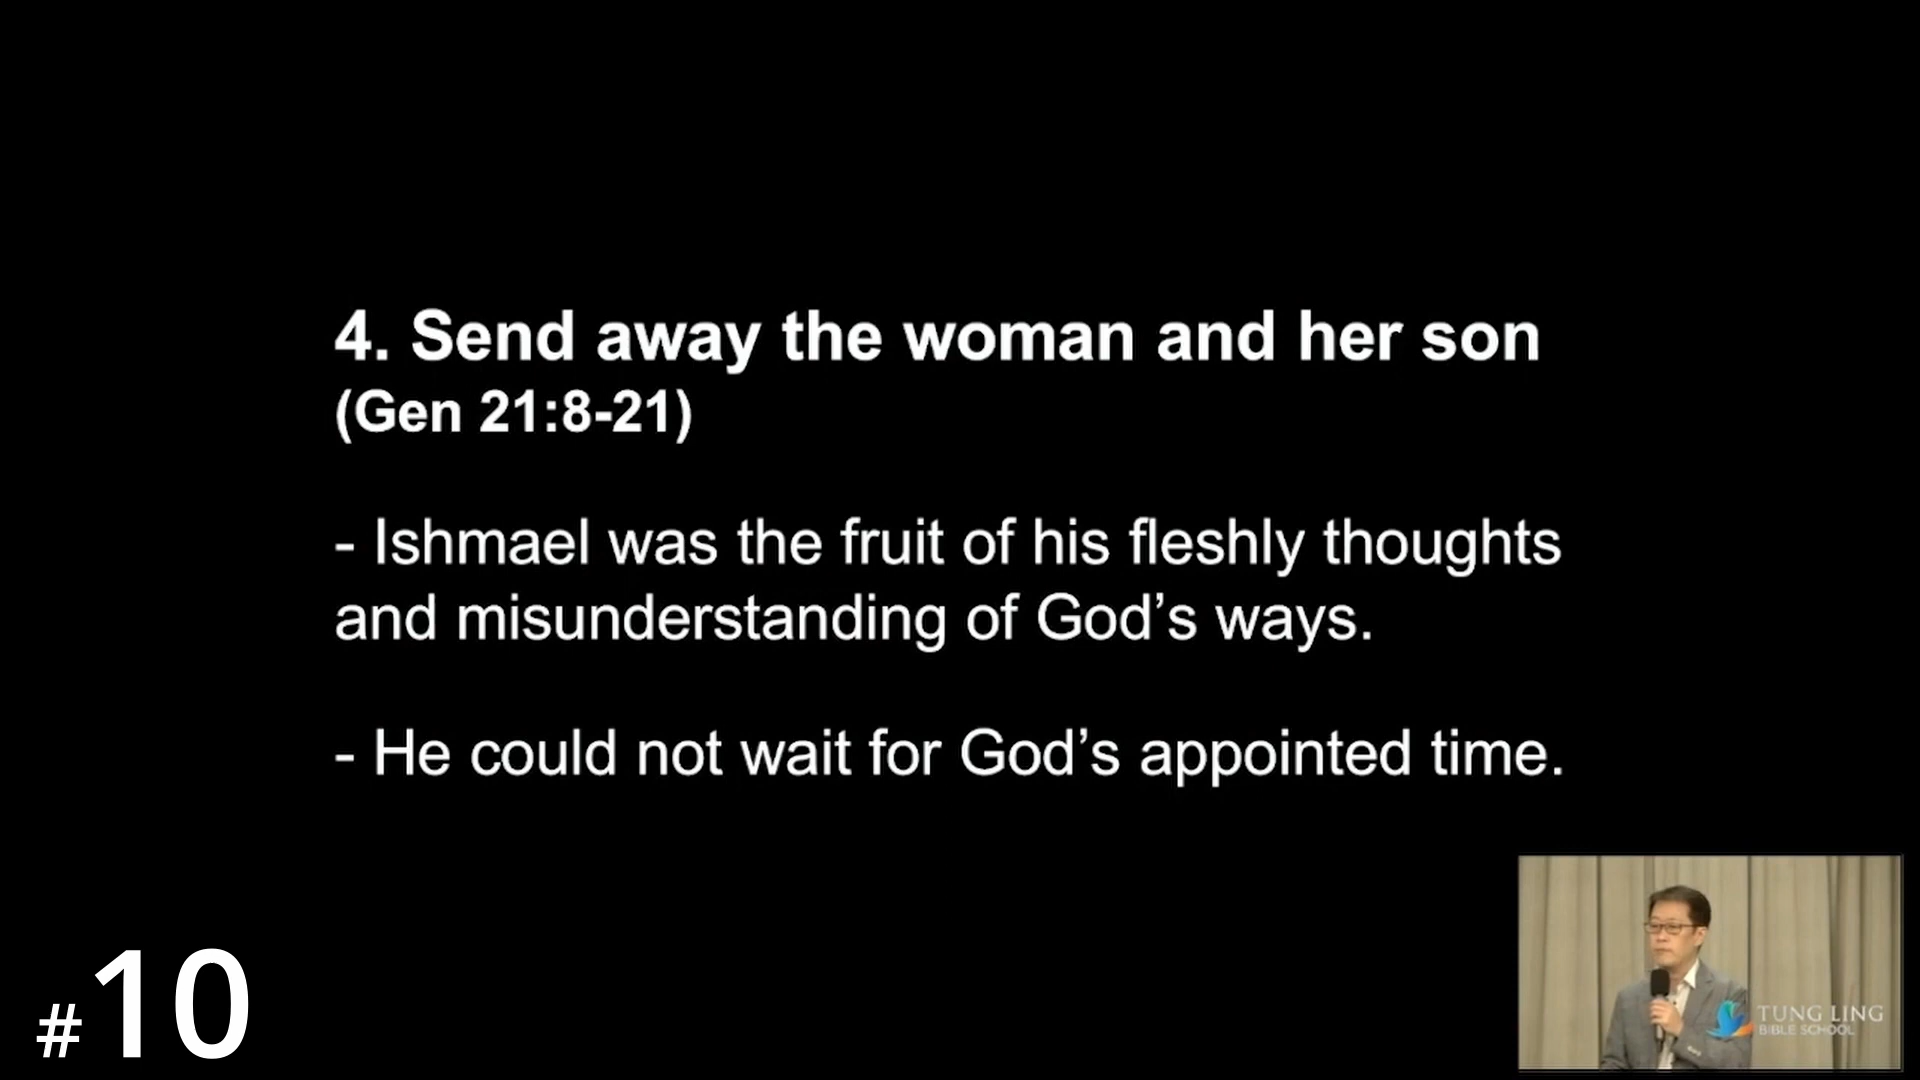 4. Send away the woman and her son
(Gen 21:8-21)
- Ishmael was the fruit of his fleshly thoughts
and misunderstanding of God’s ways.
- He could not wait for God’s appointed time.
#10
TUNG LING
BIBLE SCHOOL